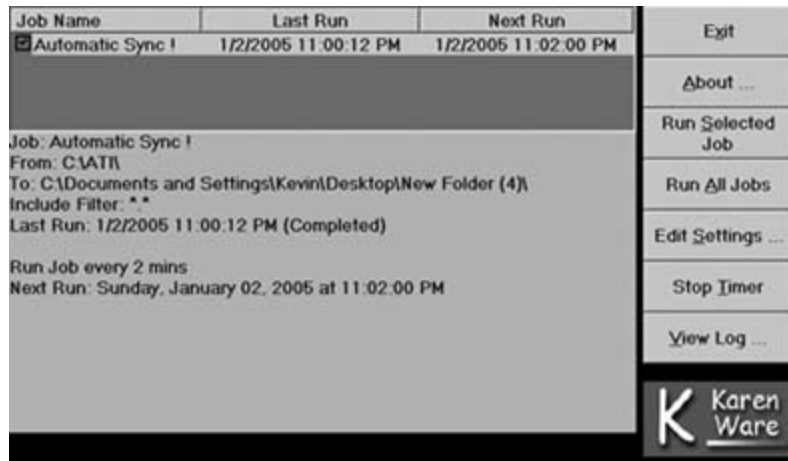 Job Name Last Run Next Run
Automatic Sync ! 1/2/2005 11:00:12 PM 1/2/2005 11:02:00 PM
Job: Automatic Sync !
From: C:\ATI\
To: C:\Documents and Settings\Kevin\Desktop\New Folder (4)\
Include Filter: *.*
Last Run: 1/2/2005 11:00:12 PM (Completed)
Run Job every 2 mins
Next Run: Sunday, January 02, 2005 at 11:02:00 PM
Exit
About ...
Run Selected
Job
Run All Jobs
Edit Settings ...
Stop Timer
View Log ...
K Karen
Ware